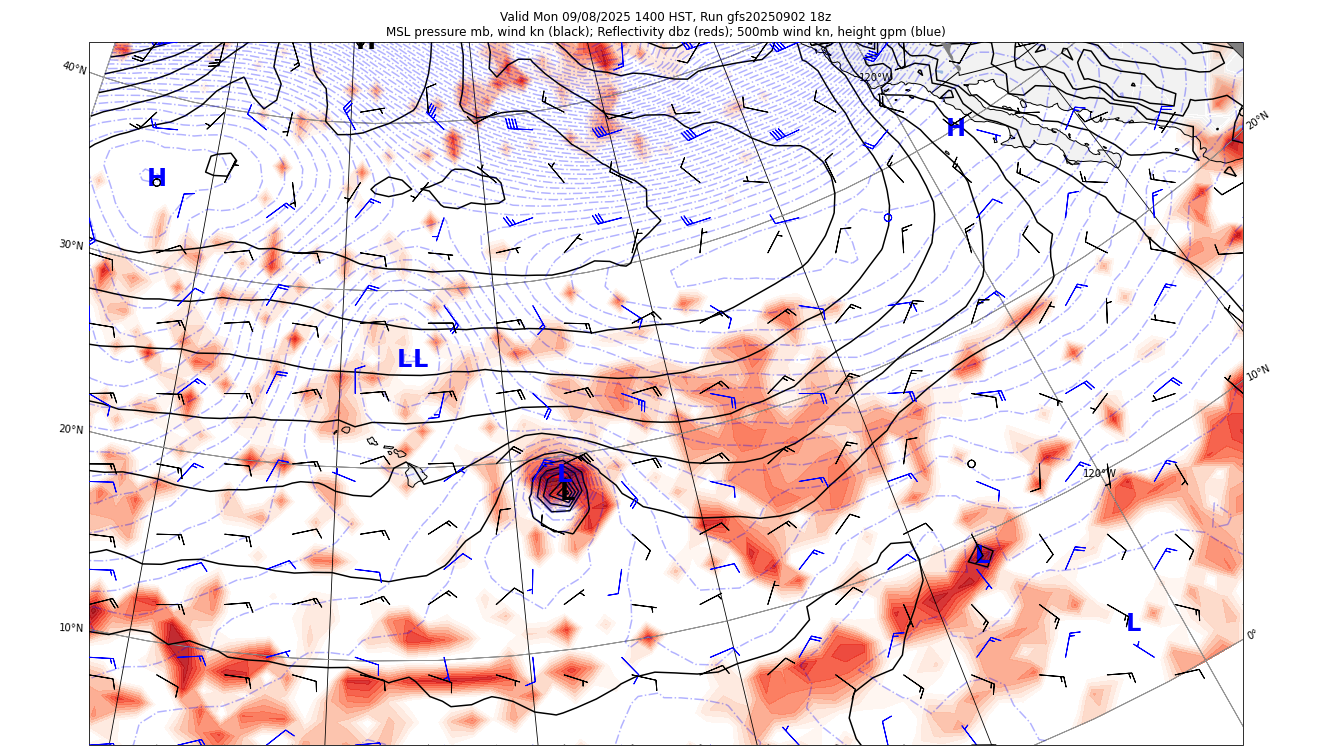 Valid Mon 09/08/2025 1400 HST, Run gfs20250902 18z
MSL pressure mb, wind kn (black); Reflectivity dbz (reds); 500mb wind kn, height gpm (blue)
40°N
120°W
20°N
H
H
30°N
LL
10°N
20°N
120°W
L
L
L
10°N
0°